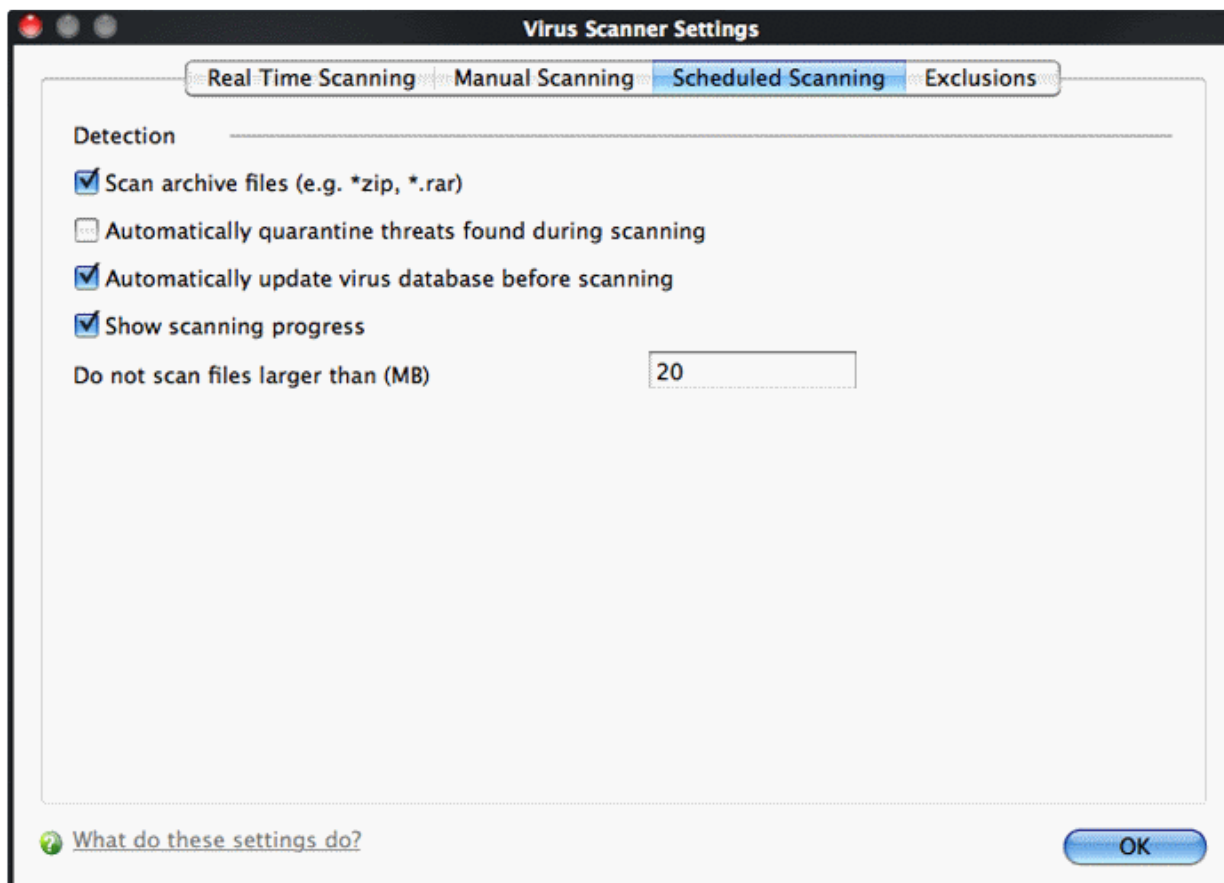 Virus Scanner Settings
Real Time Scanning Manual Scanning Scheduled Scanning Exclusions
Detection
Scan archive files (e.g. *zip, *.rar)
Automatically quarantine threats found during scanning
Automatically update virus database before scanning
Show scanning progress
Do not scan files larger than (MB) 20
What do these settings do?
OK